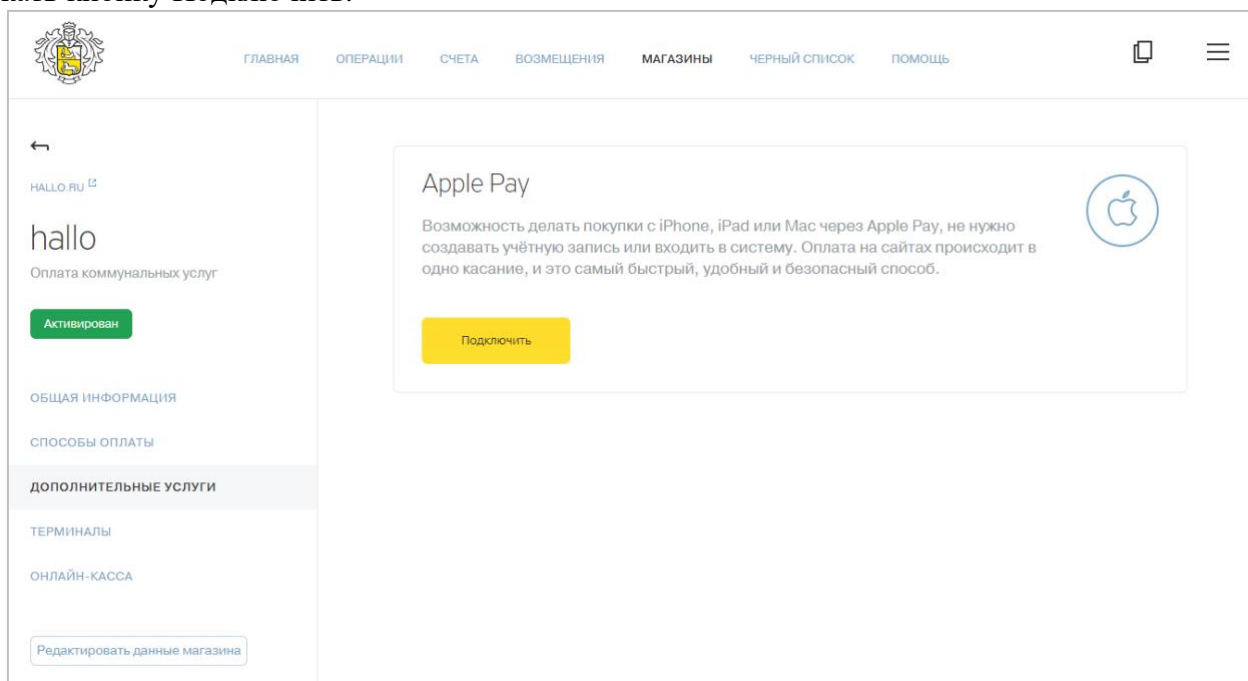 кнопку Подключить.
ГЛАВНАЯ ОПЕРАЦИИ СЧЕТА ВОЗМЕЩЕНИЯ МАГАЗИНЫ ЧЕРНЫЙ СПИСОК ПОМОЩЬ
HALLO.RU
hallo
Оплата коммунальных услуг
Активирован
ОБЩАЯ ИНФОРМАЦИЯ
СПОСОБЫ ОПЛАТЫ
ДОПОЛНИТЕЛЬНЫЕ УСЛУГИ
ТЕРМИНАЛЫ
ОНЛАЙН-КАССА
Редактировать данные магазина
Apple Pay
Возможность делать покупки с iPhone, iPad или Mac через Apple Pay, не нужно
создавать учётную запись или входить в систему. Оплата на сайтах происходит в
одно касание, и это самый быстрый, удобный и безопасный способ.
Подключить